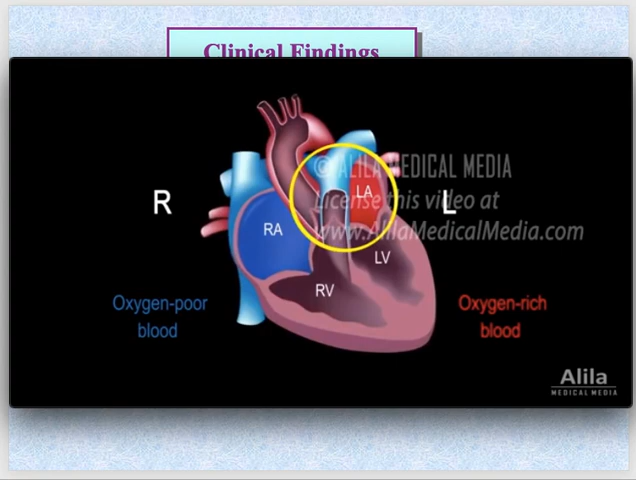 Clinical Findings
© ALILA MEDICAL MEDIA
License this video at
www.AlilaMedicalMedia.com
R
LA
L
RA
LV
RV
Oxygen-poor
blood
Oxygen-rich
blood
Alila
MEDICAL MEDIA